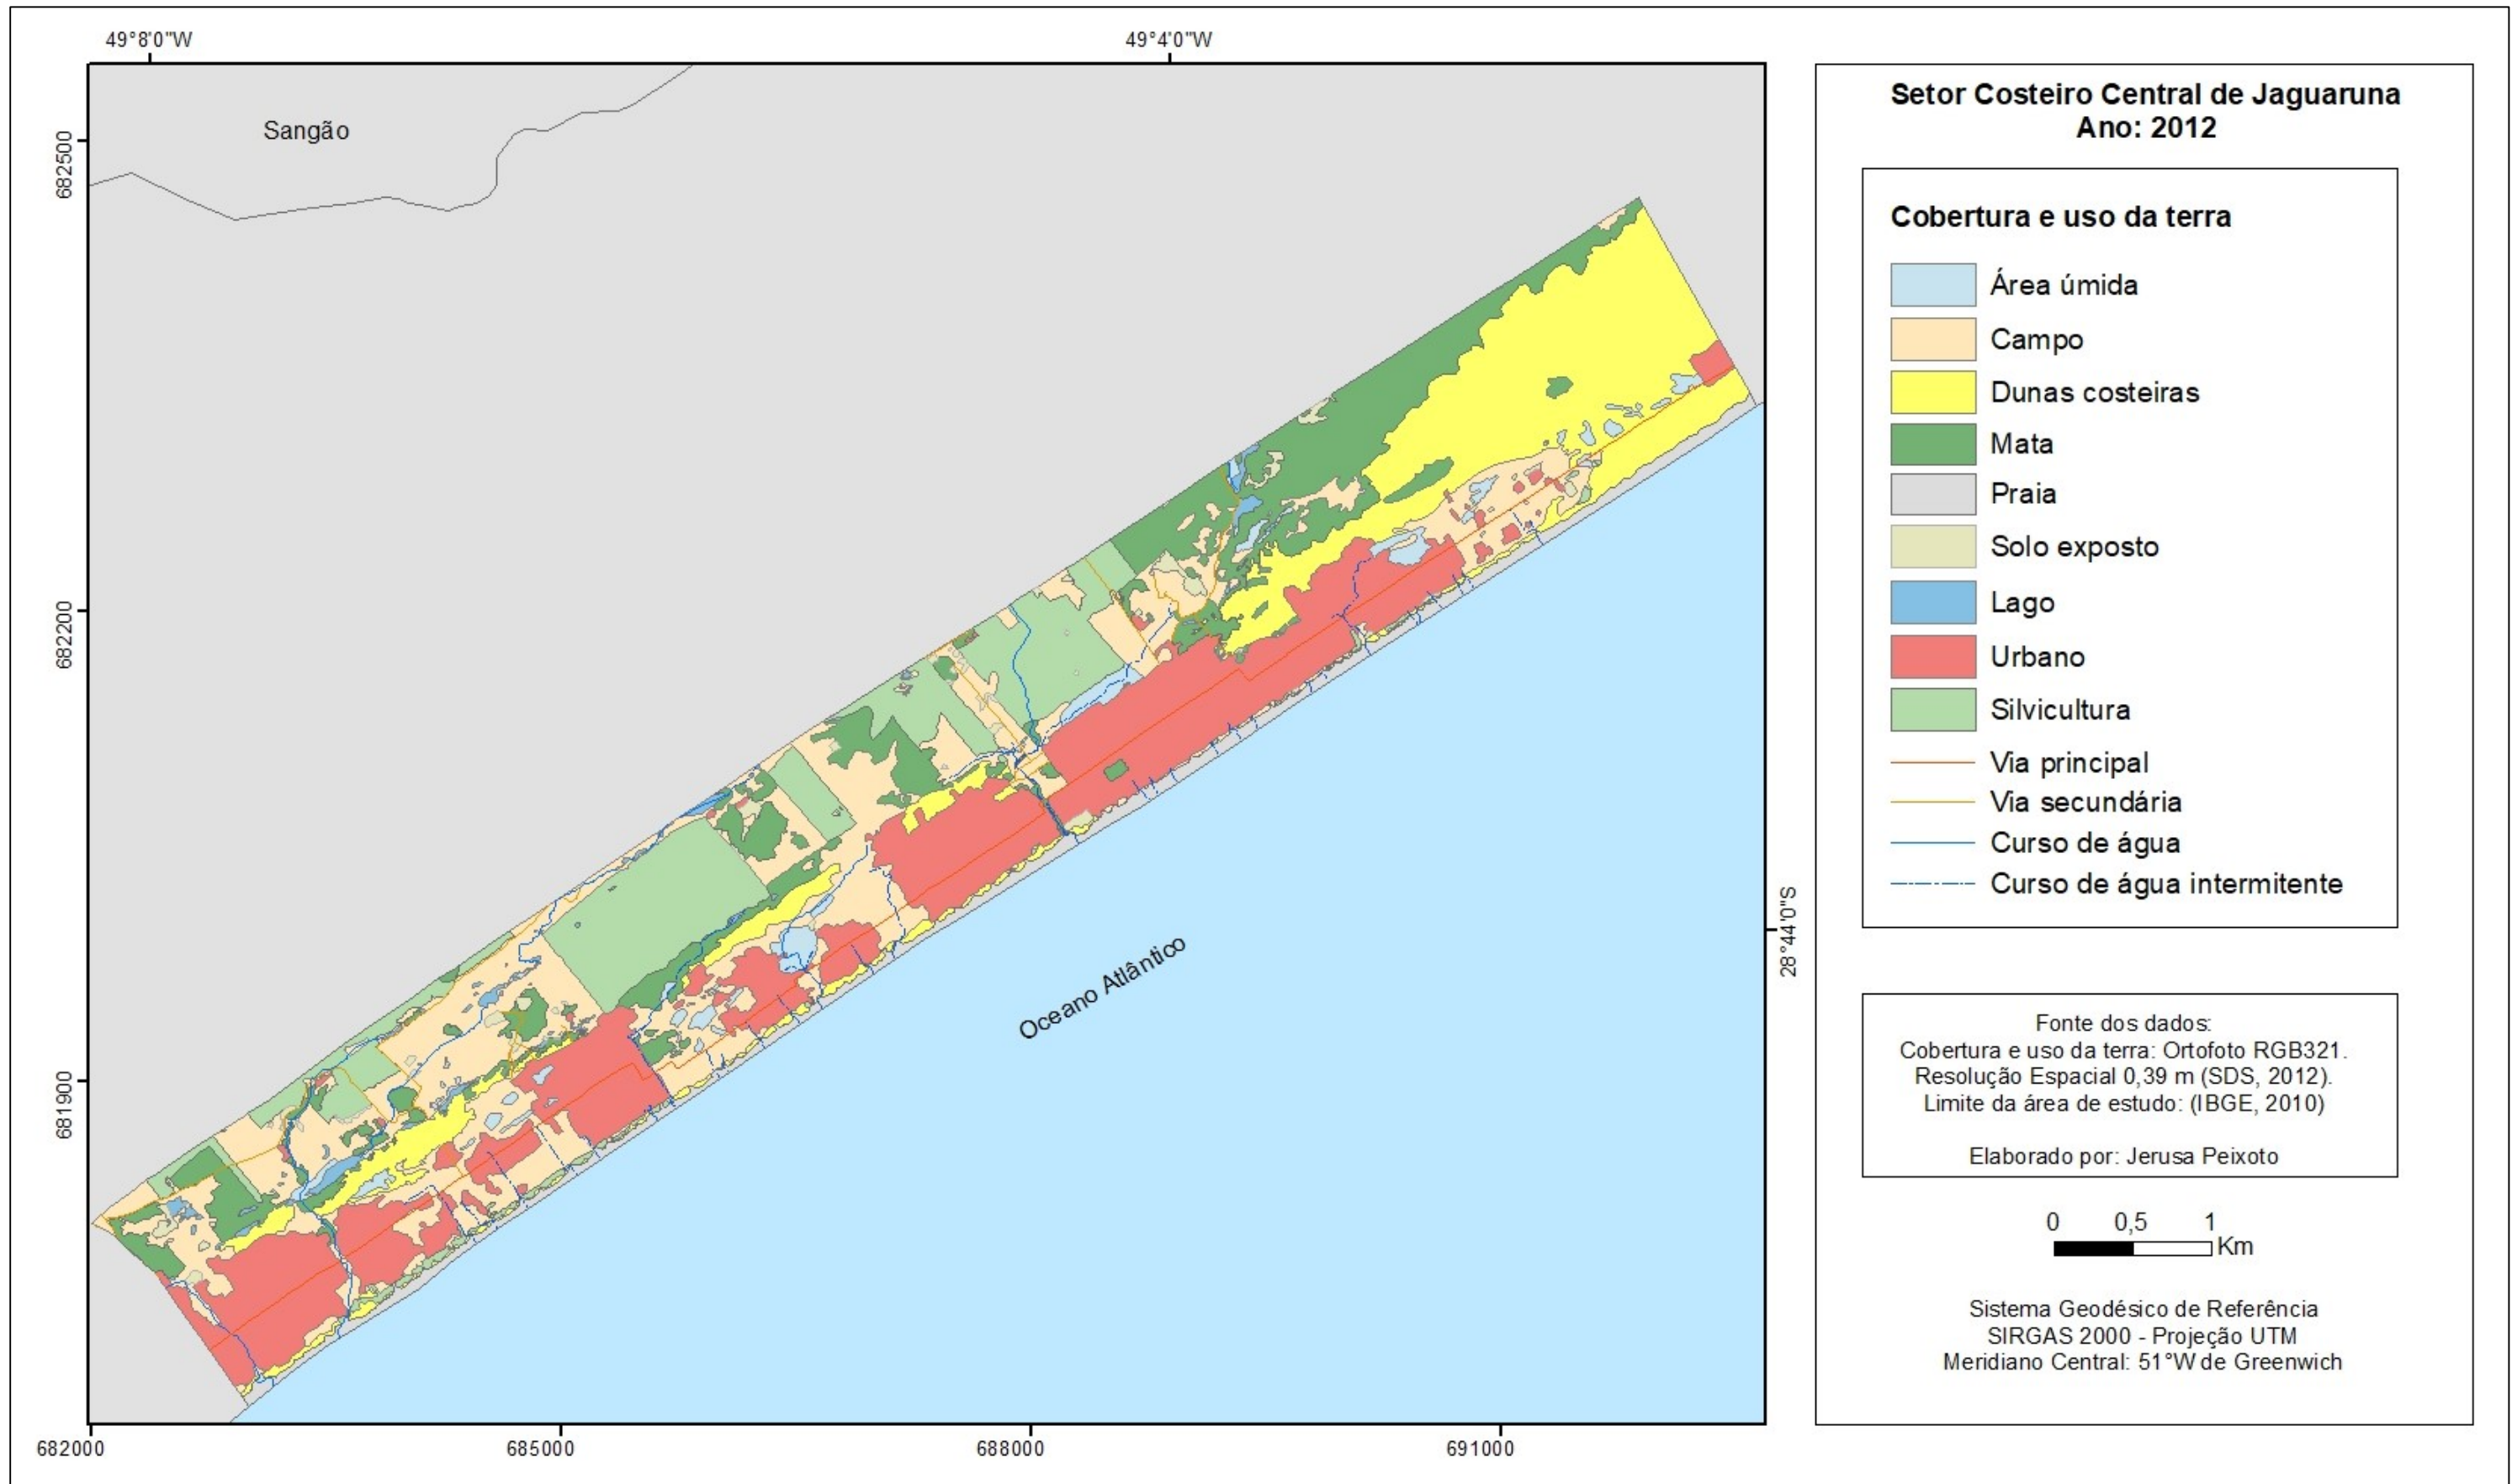 49°8'0"W
49°4'0"W
Sangão
682500
682200
681900
28°44'0"S
Oceano Atlântico
682000
685000
688000
691000
Setor Costeiro Central de Jaguaruna
Ano: 2012
Cobertura e uso da terra
Área úmida
Campo
Dunas costeiras
Mata
Praia
Solo exposto
Lago
Urbano
Silvicultura
Via principal
Via secundária
Curso de água
Curso de água intermitente
Fonte dos dados:
Cobertura e uso da terra: Ortofoto RGB321.
Resolução Espacial 0,39 m (SDS, 2012).
Limite da área de estudo: (IBGE, 2010)
Elaborado por: Jerusa Peixoto
0 0,5 1
Km
Sistema Geodésico de Referência
SIRGAS 2000 - Projeção UTM
Meridiano Central: 51°W de Greenwich